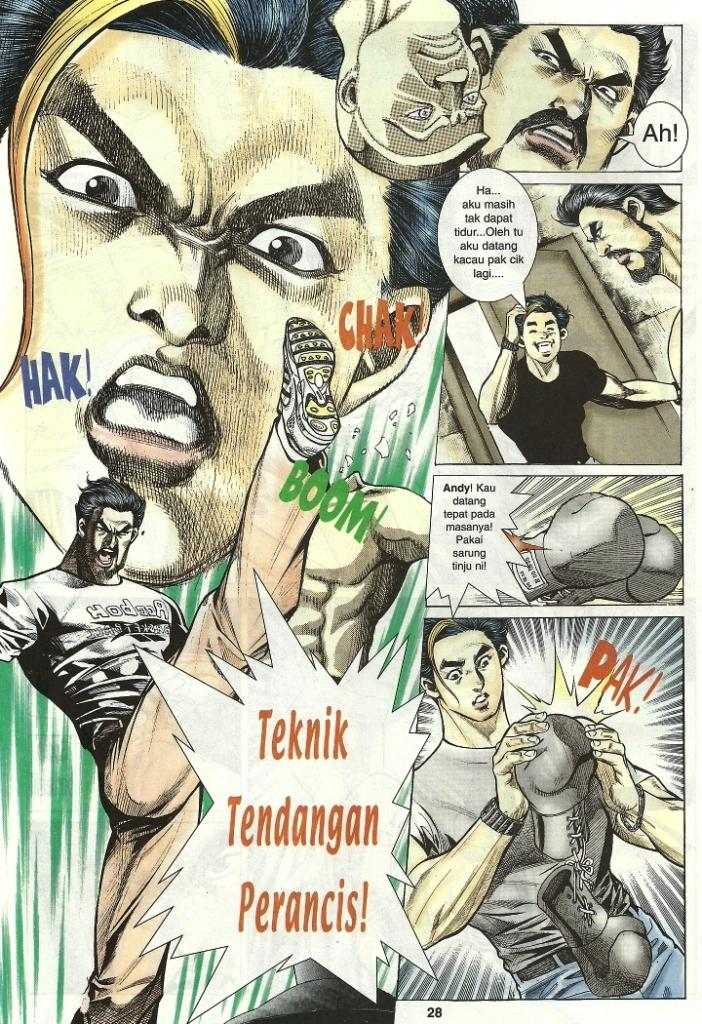 HAK!
CHAK!
BOOM!
Teknik
Tendangan
Perancis!
Ah!
Ha...
aku masih
tak dapat
tidur...Oleh tu
aku datang
kacau pak cik
lagi....
Andy! Kau
datang
tepat pada
masanya!
Pakai
sarung
tinju ni!
PAK!
28